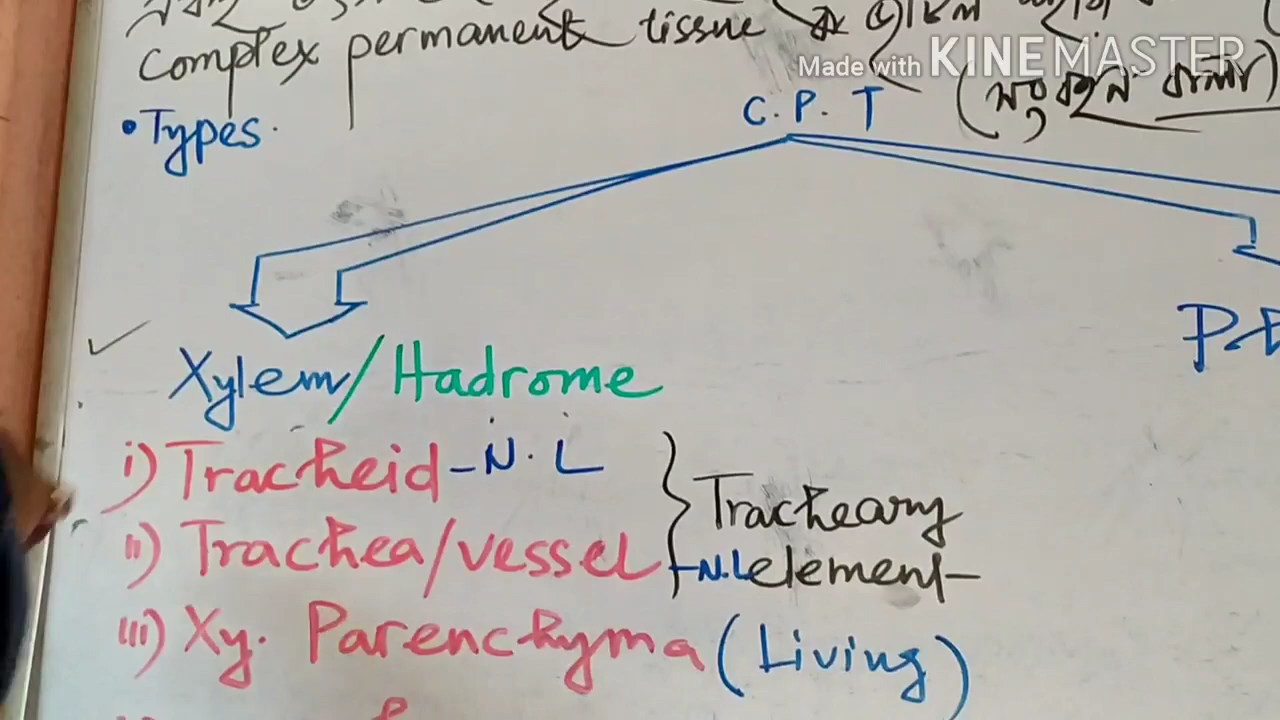 complex permanent tissue
Made with KINEMASTER
• Types.
C. P. T
Xylem/Hadrome
i) Tracheid – N. L
Tracheary
ii) Trachea/vessel – N.L
element –
iii) Xy. Parenchyma (Living)